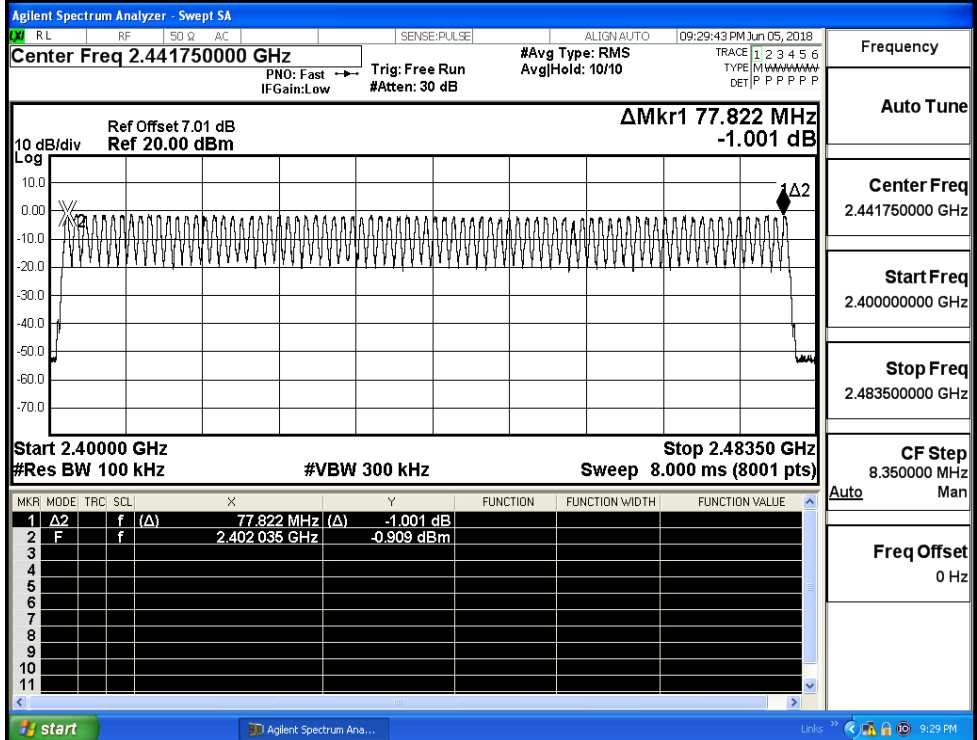 Agilent Spectrum Analyzer - Swept SA
LXI RL RF 50 Ω AC SENSE:PULSE ALIGN AUTO 09:29:43 PM Jun 05, 2018
Center Freq 2.441750000 GHz
PNO: Fast
IFGain:Low
Trig: Free Run
#Atten: 30 dB
#Avg Type: RMS
Avg|Hold: 10/10
TRACE 1 2 3 4 5 6
TYPE M W W W W W
DET P P P P P P
Frequency
Auto Tune
Center Freq
2.441750000 GHz
Start Freq
2.400000000 GHz
Stop Freq
2.483500000 GHz
CF Step
8.350000 MHz
Auto Man
Freq Offset
0 Hz
ΔMkr1 77.822 MHz
-1.001 dB
Ref Offset 7.01 dB
10 dB/div Ref 20.00 dBm
Log
10.0
0.00
-10.0
-20.0
-30.0
-40.0
-50.0
-60.0
-70.0
2
1Δ2
Start 2.40000 GHz Stop 2.48350 GHz
#Res BW 100 kHz #VBW 300 kHz Sweep 8.000 ms (8001 pts)
MKR MODE TRC SCL X Y FUNCTION FUNCTION WIDTH FUNCTION VALUE
1 Δ2 f (Δ) 77.822 MHz (Δ) -1.001 dB
2 F f 2.402 035 GHz -0.909 dBm
3
4
5
6
7
8
9
10
11
start Agilent Spectrum Ana... Links » 9:29 PM